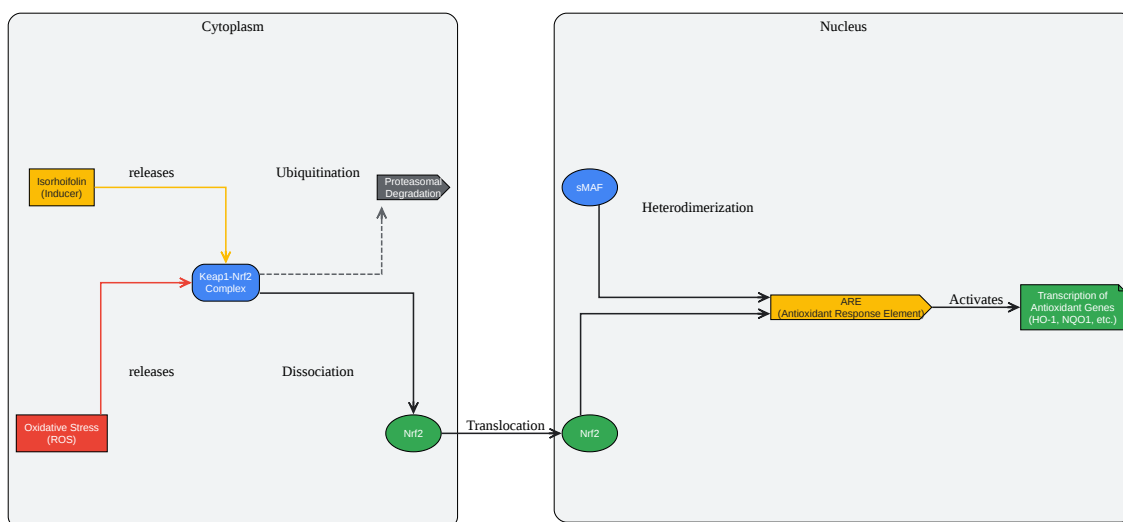 Cytoplasm
Nucleus
releases
Ubiquitination
Isorhoifolin
(Inducer)
Proteasomal
Degradation
sMAF
Heterodimerization
Keap1-Nrf2
Complex
ARE
(Antioxidant Response Element)
Activates
Transcription of
Antioxidant Genes
(HO-1, NQO1, etc.)
releases
Dissociation
Oxidative Stress
(ROS)
Nrf2
Translocation
Nrf2